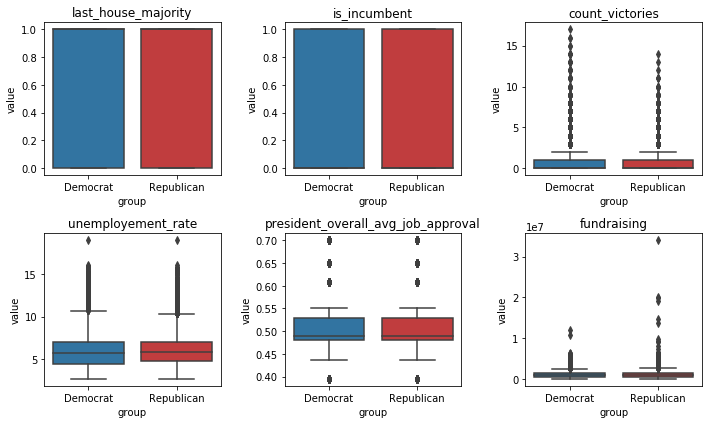 last_house_majority
is_incumbent
count_victories
value
1.0
0.8
0.6
0.4
0.2
0.0
Democrat Republican
group
value
1.0
0.8
0.6
0.4
0.2
0.0
Democrat Republican
group
value
15
10
5
0
Democrat Republican
group
unemployement_rate
president_overall_avg_job_approval
fundraising
value
15
10
5
Democrat Republican
group
value
0.70
0.65
0.60
0.55
0.50
0.45
0.40
Democrat Republican
group
1e7
value
3
2
1
0
Democrat Republican
group